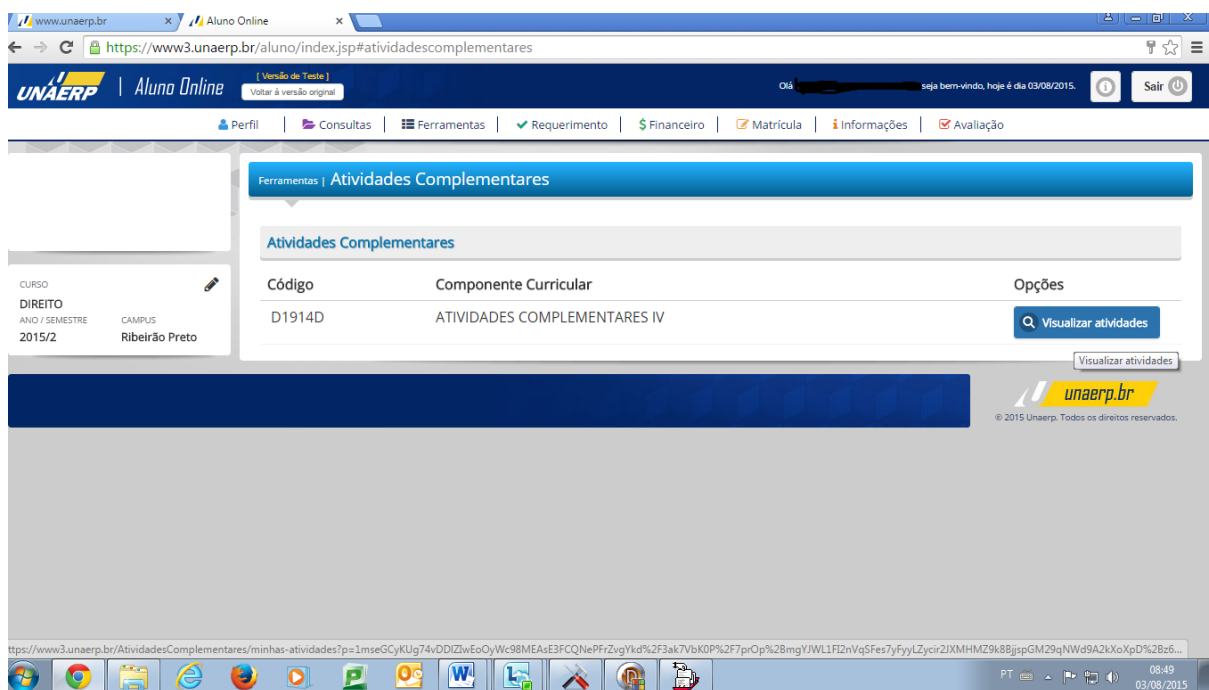 www.unaerp.br
Aluno Online
https://www3.unaerp.br/aluno/index.jsp#atividadescomplementares
UNAERP | Aluno Online
[ Versão de Teste ]
Voltar à versão original
Olá seja bem-vindo, hoje é dia 03/08/2015.
Sair
Perfil | Consultas | Ferramentas | Requerimento | Financeiro | Matrícula | Informações | Avaliação
Ferramentas | Atividades Complementares
Atividades Complementares
CURSO
DIREITO
ANO / SEMESTRE CAMPUS
2015/2 Ribeirão Preto
Código Componente Curricular Opções
D1914D ATIVIDADES COMPLEMENTARES IV Visualizar atividades
Visualizar atividades
unaerp.br
© 2015 Unaerp. Todos os direitos reservados.
PT
08:49
03/08/2015